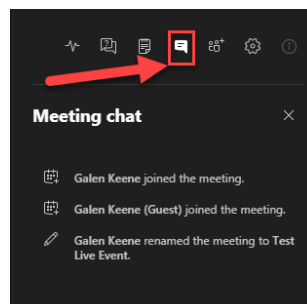 Meeting chat
Galen Keene joined the meeting.
Galen Keene (Guest) joined the meeting.
Galen Keene renamed the meeting to Test
Live Event.